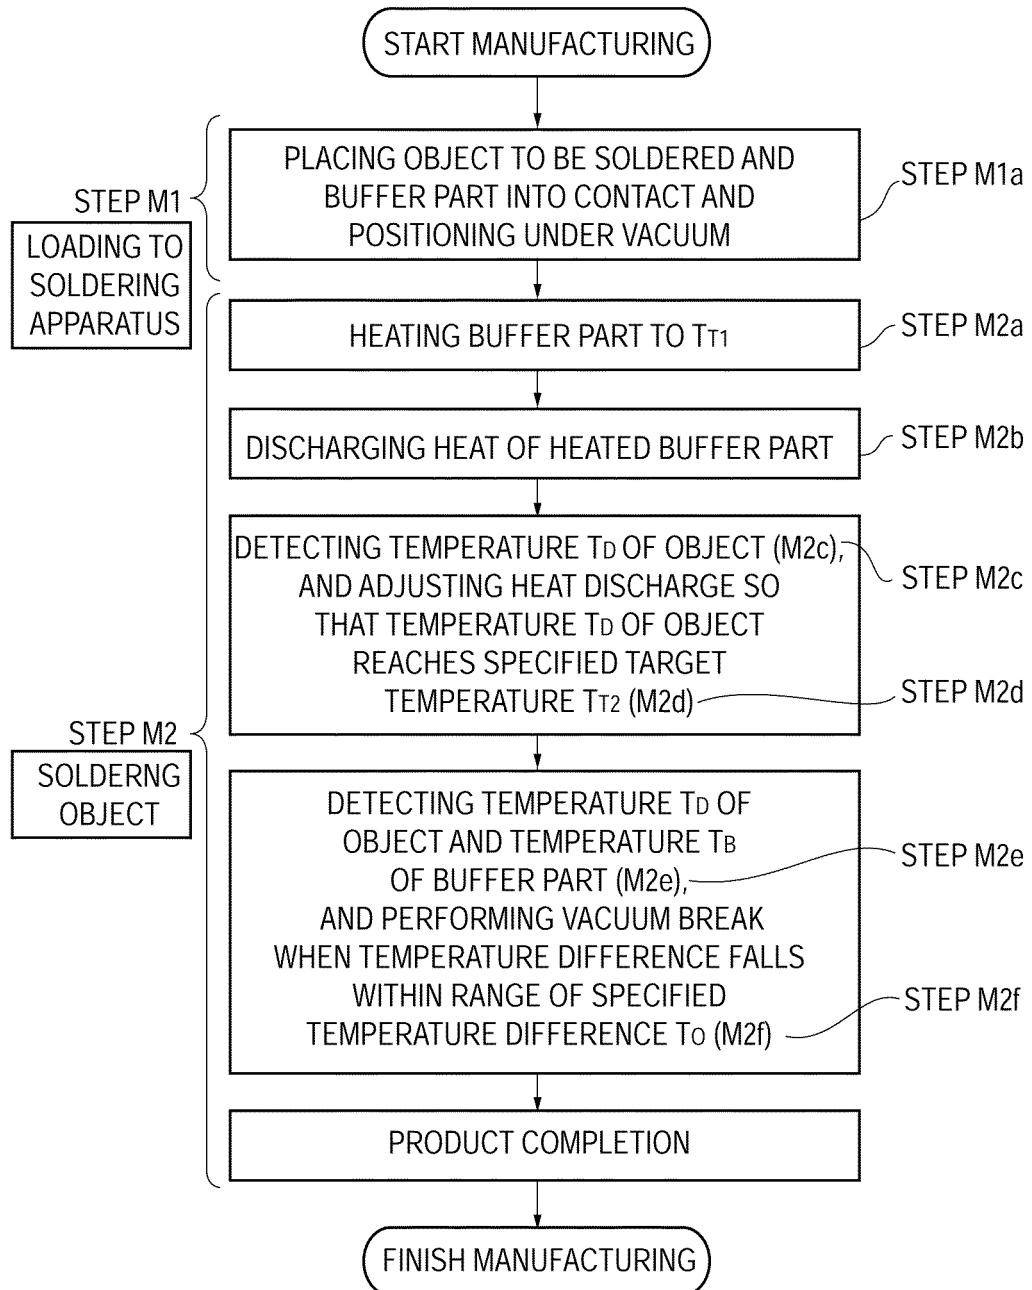 START MANUFACTURING
STEP M1
LOADING TO
SOLDERING
APPARATUS
PLACING OBJECT TO BE SOLDERED AND
BUFFER PART INTO CONTACT AND
POSITIONING UNDER VACUUM
STEP M1a
STEP M2
SOLDERNG
OBJECT
HEATING BUFFER PART TO TT1
STEP M2a
DISCHARGING HEAT OF HEATED BUFFER PART
STEP M2b
DETECTING TEMPERATURE TD OF OBJECT (M2c),
AND ADJUSTING HEAT DISCHARGE SO
THAT TEMPERATURE TD OF OBJECT
REACHES SPECIFIED TARGET
TEMPERATURE TT2 (M2d)
STEP M2c
STEP M2d
DETECTING TEMPERATURE TD OF
OBJECT AND TEMPERATURE TB
OF BUFFER PART (M2e),
AND PERFORMING VACUUM BREAK
WHEN TEMPERATURE DIFFERENCE FALLS
WITHIN RANGE OF SPECIFIED
TEMPERATURE DIFFERENCE TO (M2f)
STEP M2e
STEP M2f
PRODUCT COMPLETION
FINISH MANUFACTURING